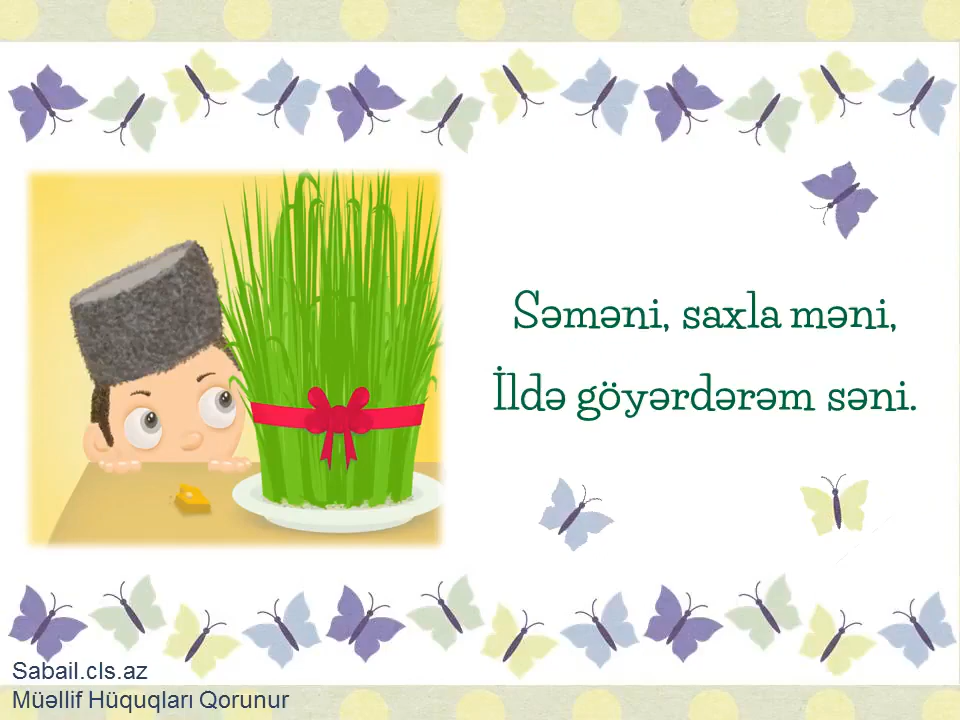 Səməni, saxla məni,
İldə göyərdərəm səni.
Sabail.cls.az
Müəllif Hüquqları Qorunur